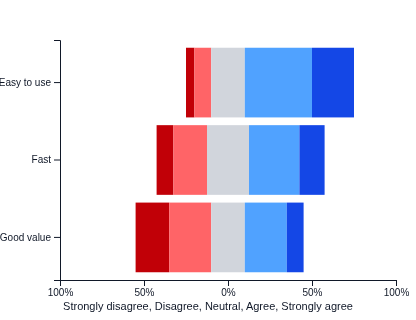 Easy to use
Fast
Good value
100% 50% 0% 50% 100%
Strongly disagree, Disagree, Neutral, Agree, Strongly agree